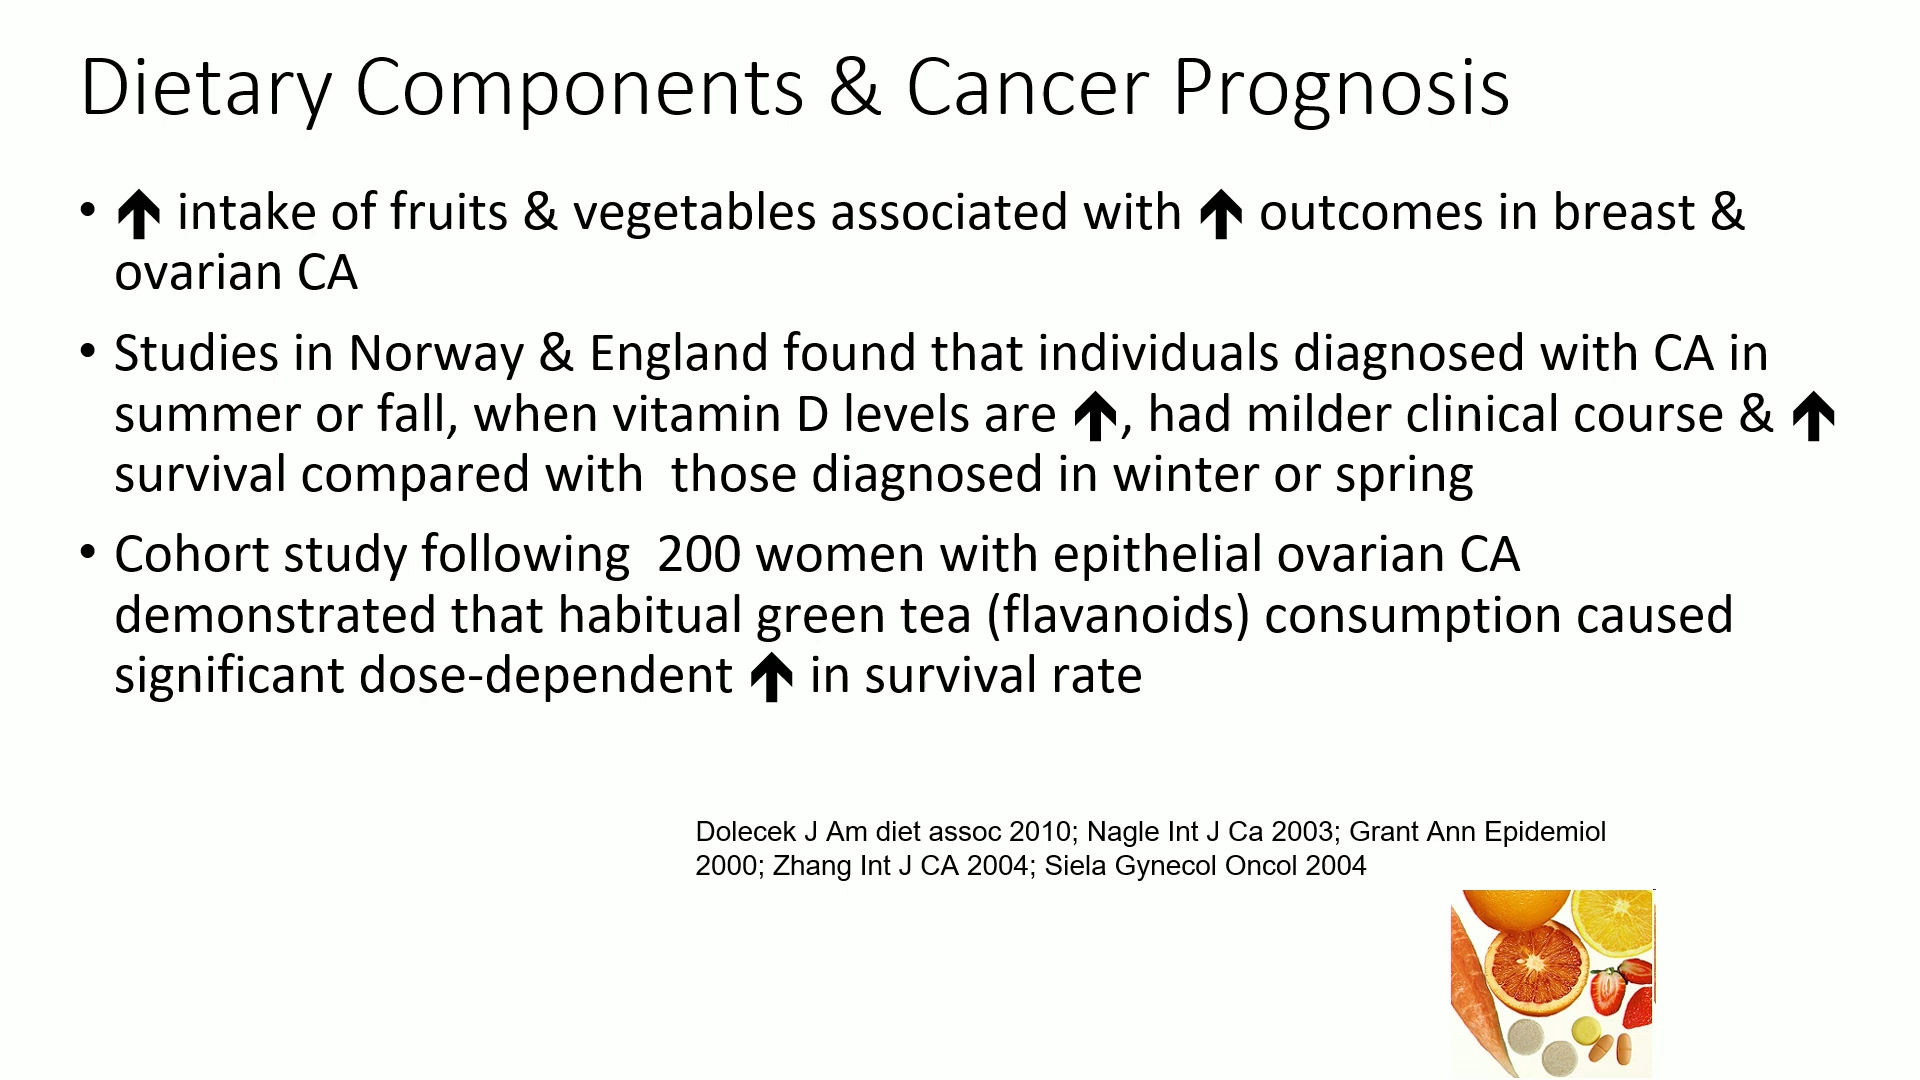 Dietary Components & Cancer Prognosis
• 🡅 intake of fruits & vegetables associated with 🡅 outcomes in breast &
ovarian CA
• Studies in Norway & England found that individuals diagnosed with CA in
summer or fall, when vitamin D levels are 🡅, had milder clinical course & 🡅
survival compared with  those diagnosed in winter or spring
• Cohort study following  200 women with epithelial ovarian CA
demonstrated that habitual green tea (flavanoids) consumption caused
significant dose-dependent 🡅 in survival rate
Dolecek J Am diet assoc 2010; Nagle Int J Ca 2003; Grant Ann Epidemiol
2000; Zhang Int J CA 2004; Siela Gynecol Oncol 2004